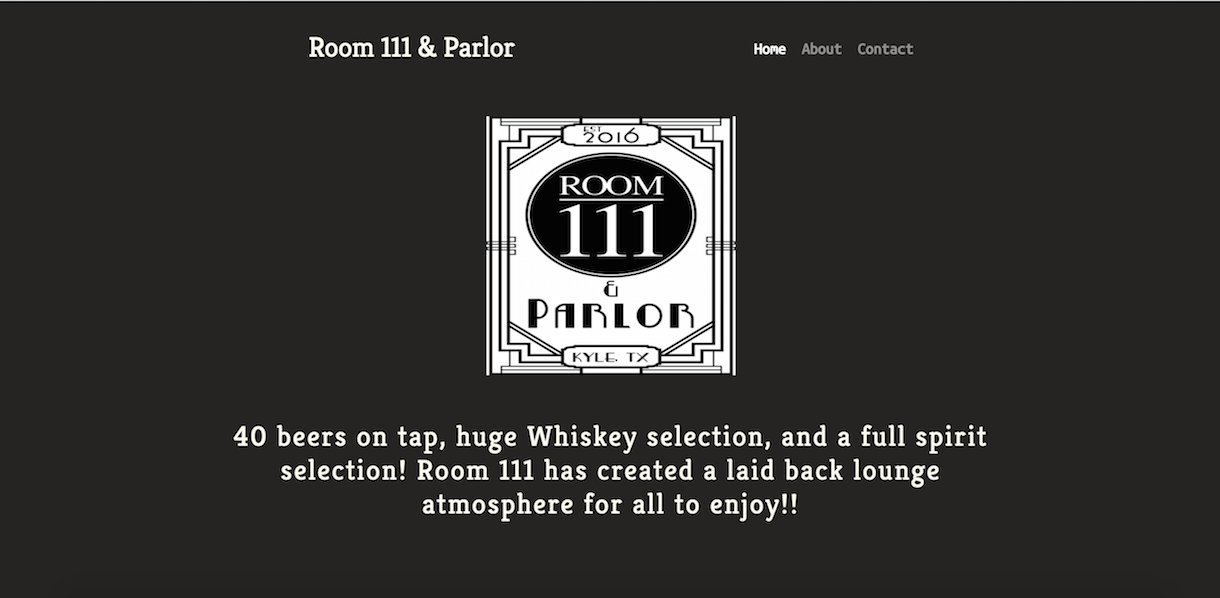 Room 111 & Parlor
Home About Contact
EST
2016
ROOM
111
&
PARLOR
KYLE, TX
40 beers on tap, huge Whiskey selection, and a full spirit
selection! Room 111 has created a laid back lounge
atmosphere for all to enjoy!!